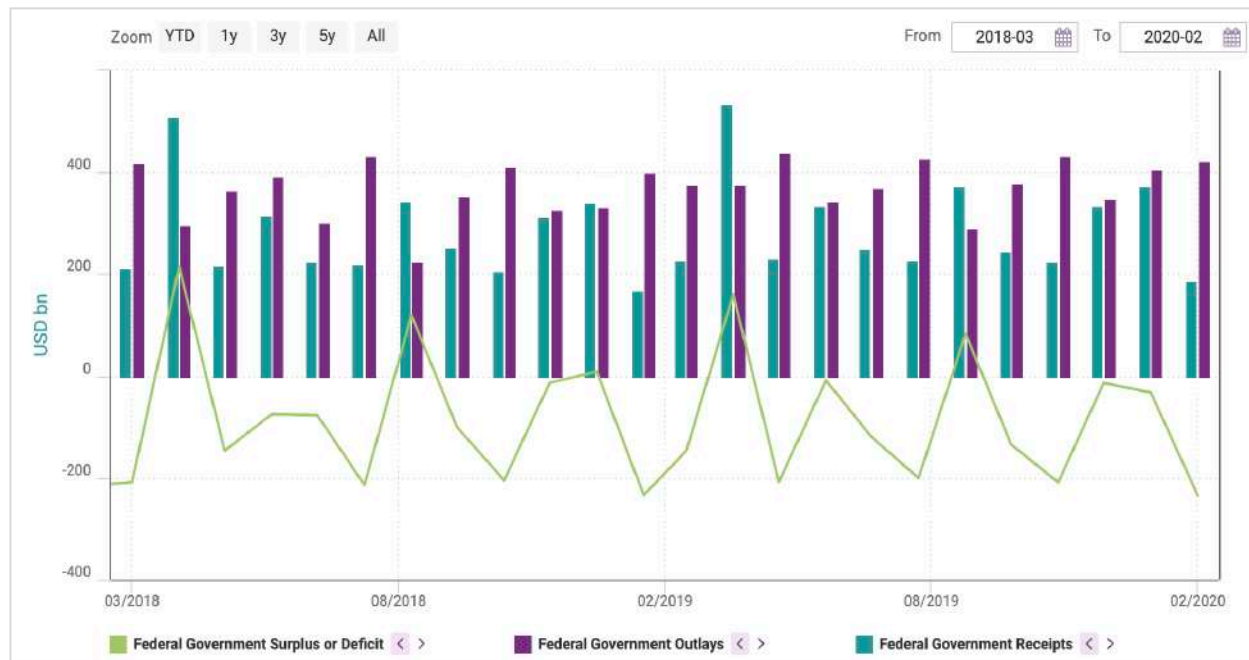 Zoom YTD 1y 3y 5y All From 2018-03 To 2020-02
USD bn
400
200
0
-200
-400
03/2018 08/2018 02/2019 08/2019 02/2020
Federal Government Surplus or Deficit < > Federal Government Outlays < > Federal Government Receipts < >